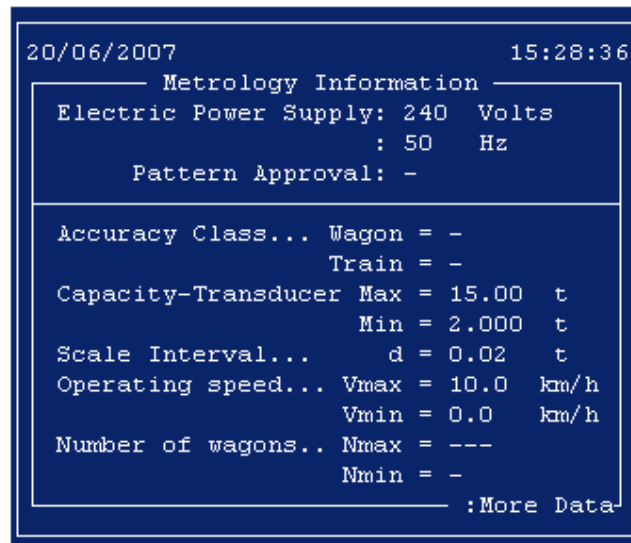 20/06/2007 15:28:36
Metrology Information
Electric Power Supply: 240 Volts
: 50 Hz
Pattern Approval: -
Accuracy Class... Wagon = -
Train = -
Capacity-Transducer Max = 15.00 t
Min = 2.000 t
Scale Interval... d = 0.02 t
Operating speed... Vmax = 10.0 km/h
Vmin = 0.0 km/h
Number of wagons.. Nmax = ---
Nmin = -
:More Data